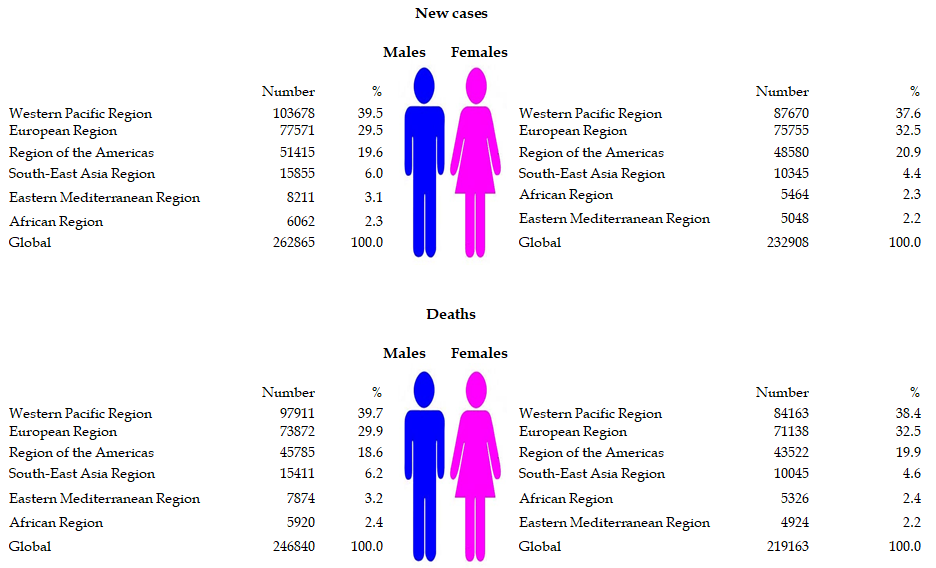 New cases
Males Females
Number % Number %
Western Pacific Region 103678 39.5 Western Pacific Region 87670 37.6
European Region 77571 29.5 European Region 75755 32.5
Region of the Americas 51415 19.6 Region of the Americas 48580 20.9
South-East Asia Region 15855 6.0 South-East Asia Region 10345 4.4
Eastern Mediterranean Region 8211 3.1 African Region 5464 2.3
African Region 6062 2.3 Eastern Mediterranean Region 5048 2.2
Global 262865 100.0 Global 232908 100.0
Deaths
Males Females
Number % Number %
Western Pacific Region 97911 39.7 Western Pacific Region 84163 38.4
European Region 73872 29.9 European Region 71138 32.5
Region of the Americas 45785 18.6 Region of the Americas 43522 19.9
South-East Asia Region 15411 6.2 South-East Asia Region 10045 4.6
Eastern Mediterranean Region 7874 3.2 African Region 5326 2.4
African Region 5920 2.4 Eastern Mediterranean Region 4924 2.2
Global 246840 100.0 Global 219163 100.0